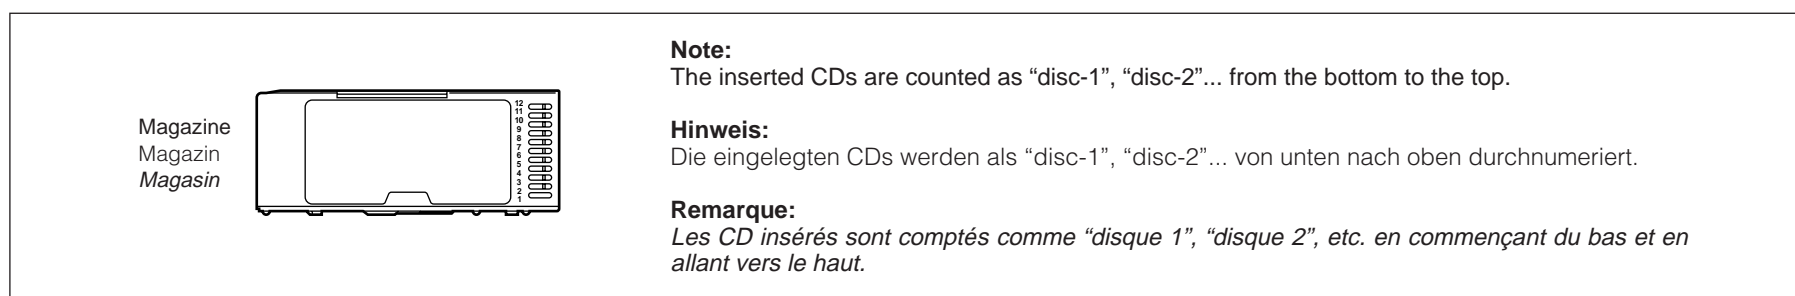 Magazine
Magazin
Magasin
12
11
10
9
8
7
6
5
4
3
2
1
Note:
The inserted CDs are counted as “disc-1”, “disc-2”... from the bottom to the top.
Hinweis:
Die eingelegten CDs werden als “disc-1”, “disc-2”... von unten nach oben durchnumeriert.
Remarque:
Les CD insérés sont comptés comme “disque 1”, “disque 2”, etc. en commençant du bas et en
allant vers le haut.